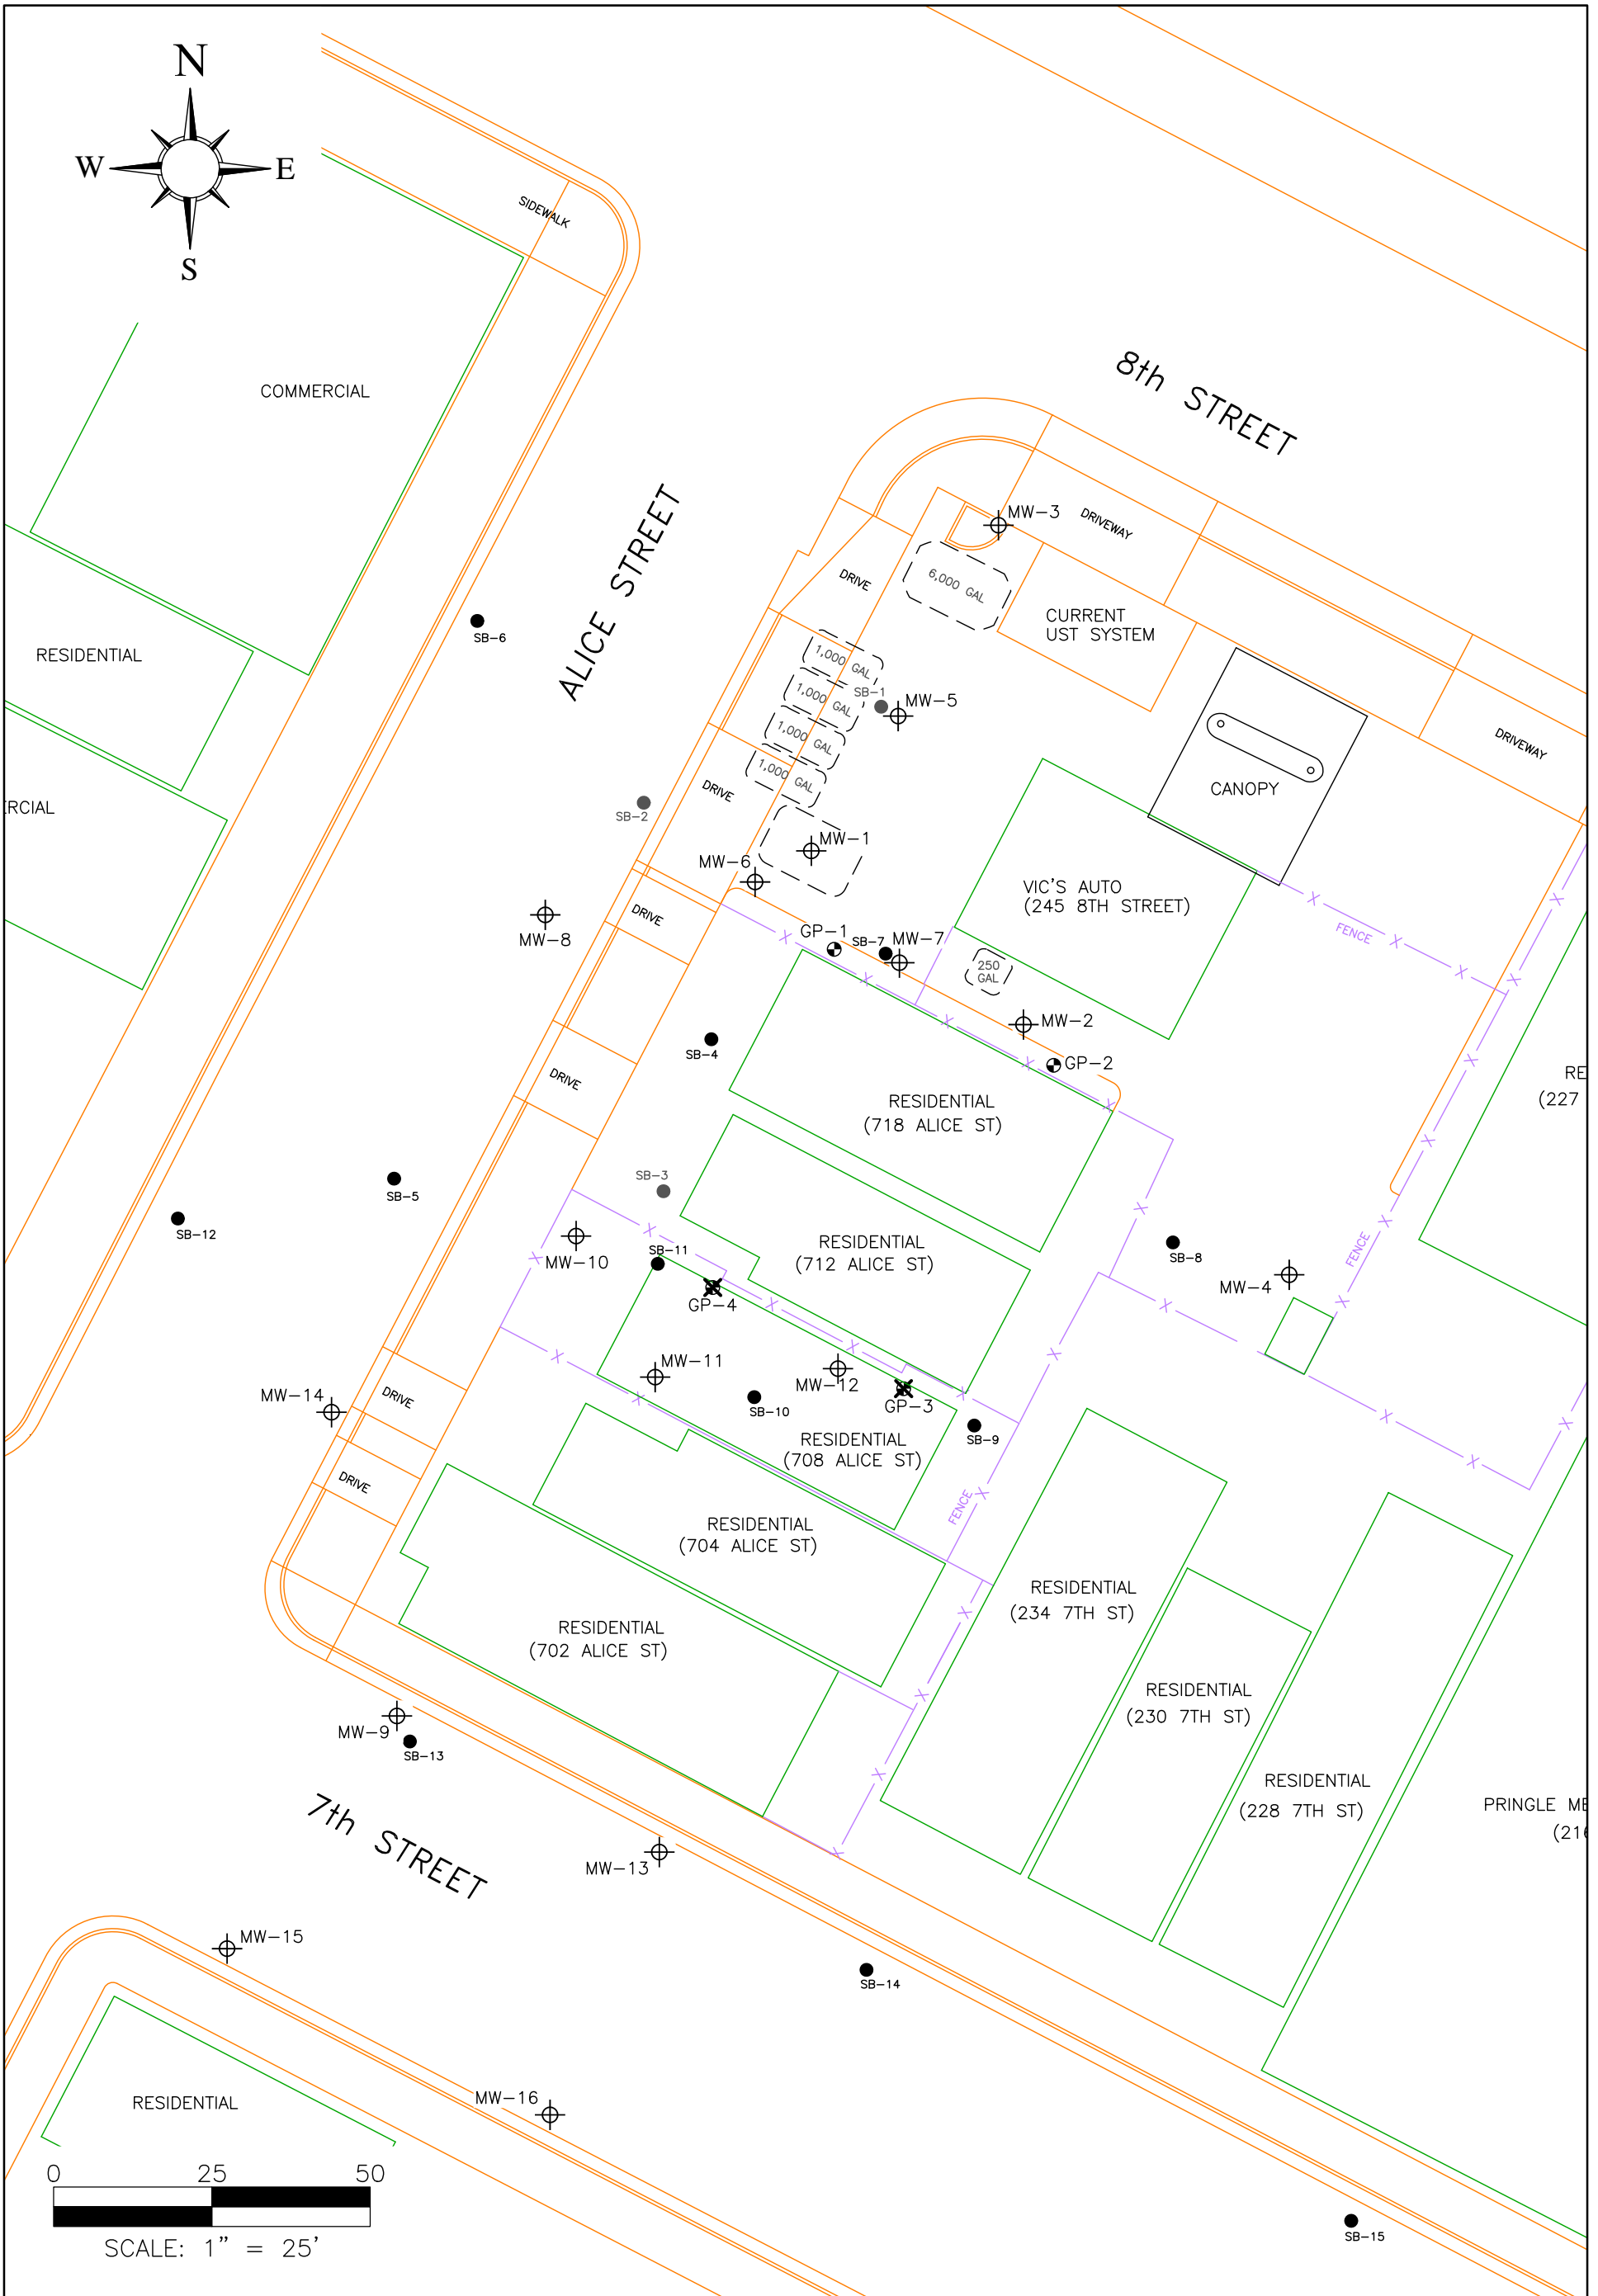 N
W E
S
SIDEWALK
COMMERCIAL
8th STREET
ALICE STREET
MW-3
DRIVEWAY
DRIVE
6,000 GAL
CURRENT
UST SYSTEM
SB-6
RESIDENTIAL
1,000 GAL
1,000 GAL
1,000 GAL
1,000 GAL
SB-1
MW-5
DRIVEWAY
CANOPY
DRIVE
SB-2
RCIAL
MW-1
MW-6
VIC'S AUTO
(245 8TH STREET)
FENCE
DRIVE
MW-8
GP-1
SB-7
MW-7
250
GAL
MW-2
SB-4
GP-2
DRIVE
RESIDENTIAL
(718 ALICE ST)
RE
(227
SB-3
SB-5
SB-12
MW-10
SB-11
RESIDENTIAL
(712 ALICE ST)
SB-8
FENCE
MW-4
GP-4
MW-11
MW-12
GP-3
MW-14
DRIVE
SB-10
SB-9
RESIDENTIAL
(708 ALICE ST)
DRIVE
FENCE
RESIDENTIAL
(704 ALICE ST)
RESIDENTIAL
(234 7TH ST)
RESIDENTIAL
(702 ALICE ST)
RESIDENTIAL
(230 7TH ST)
MW-9
SB-13
RESIDENTIAL
(228 7TH ST)
PRINGLE ME
(216
7th STREET
MW-13
MW-15
SB-14
RESIDENTIAL
MW-16
0 25 50
SCALE: 1" = 25'
SB-15